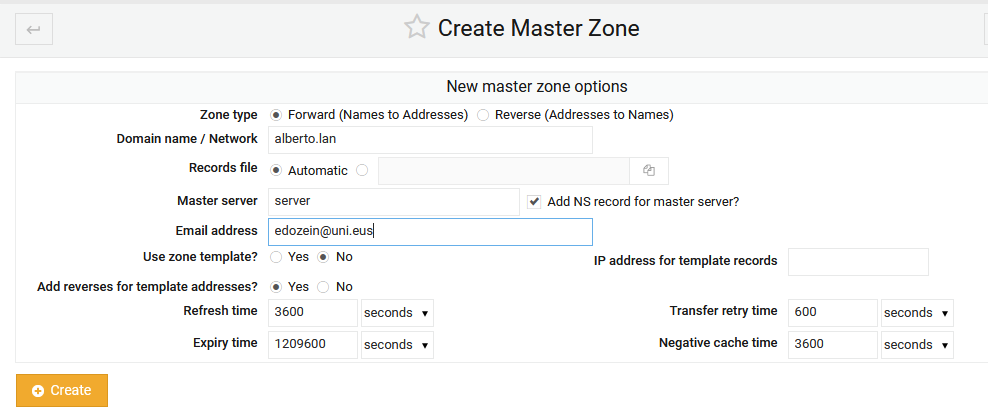 Create Master Zone
New master zone options
Zone type Forward (Names to Addresses) Reverse (Addresses to Names)
Domain name / Network alberto.lan
Records file Automatic
Master server server Add NS record for master server?
Email address edozein@uni.eus
Use zone template? Yes No IP address for template records
Add reverses for template addresses? Yes No
Refresh time 3600 seconds Transfer retry time 600 seconds
Expiry time 1209600 seconds Negative cache time 3600 seconds
Create